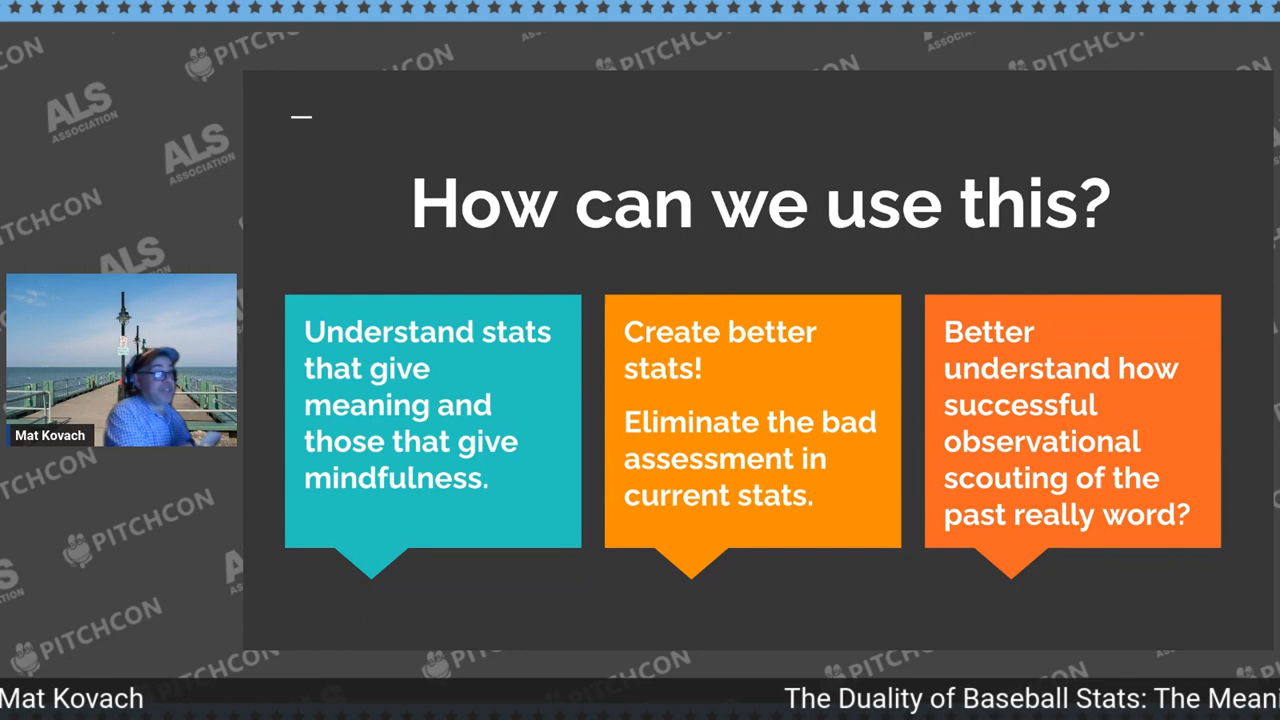 How can we use this?
Understand stats
that give
meaning and
those that give
mindfulness.
Create better
stats!
Eliminate the bad
assessment in
current stats.
Better
understand how
successful
observational
scouting of the
past really word?
Mat Kovach
Mat Kovach
The Duality of Baseball Stats: The Mean
PITCHCON
ALS
ASSOCIATION